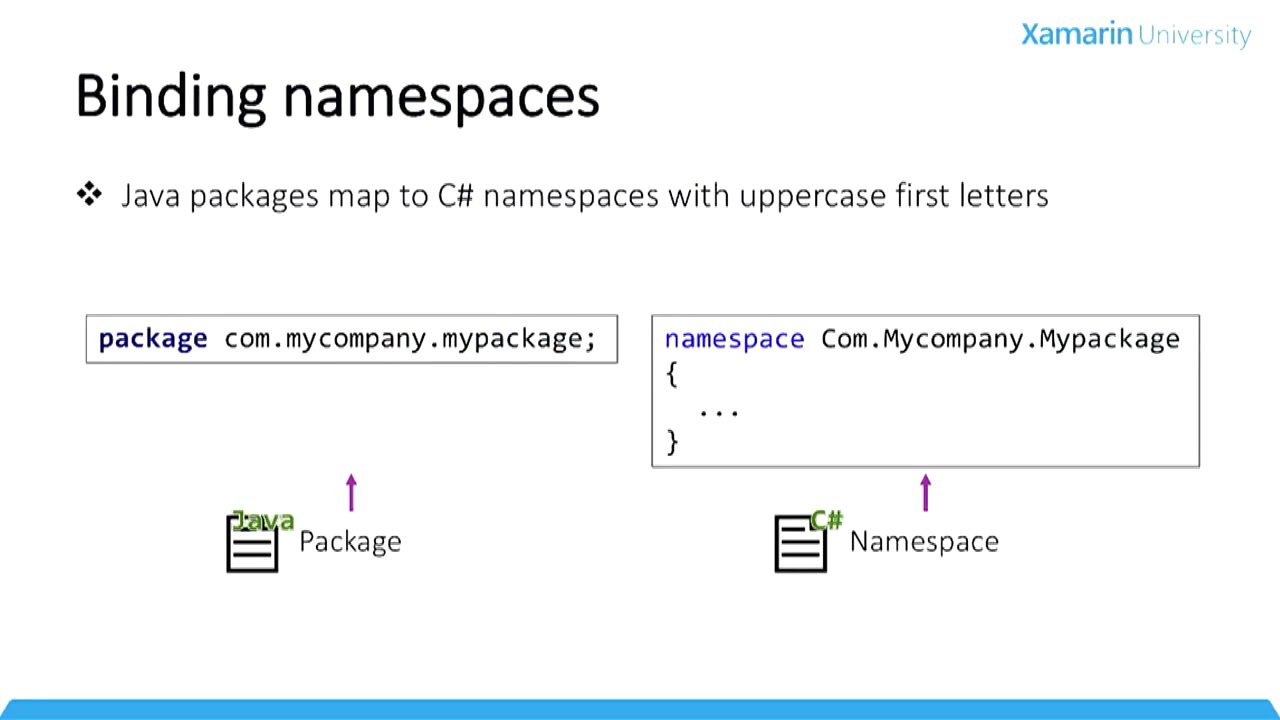 Xamarin University
Binding namespaces
❖ Java packages map to C# namespaces with uppercase first letters
package com.mycompany.mypackage;
namespace Com.Mycompany.Mypackage
{
...
}
Java
Package
C#
Namespace